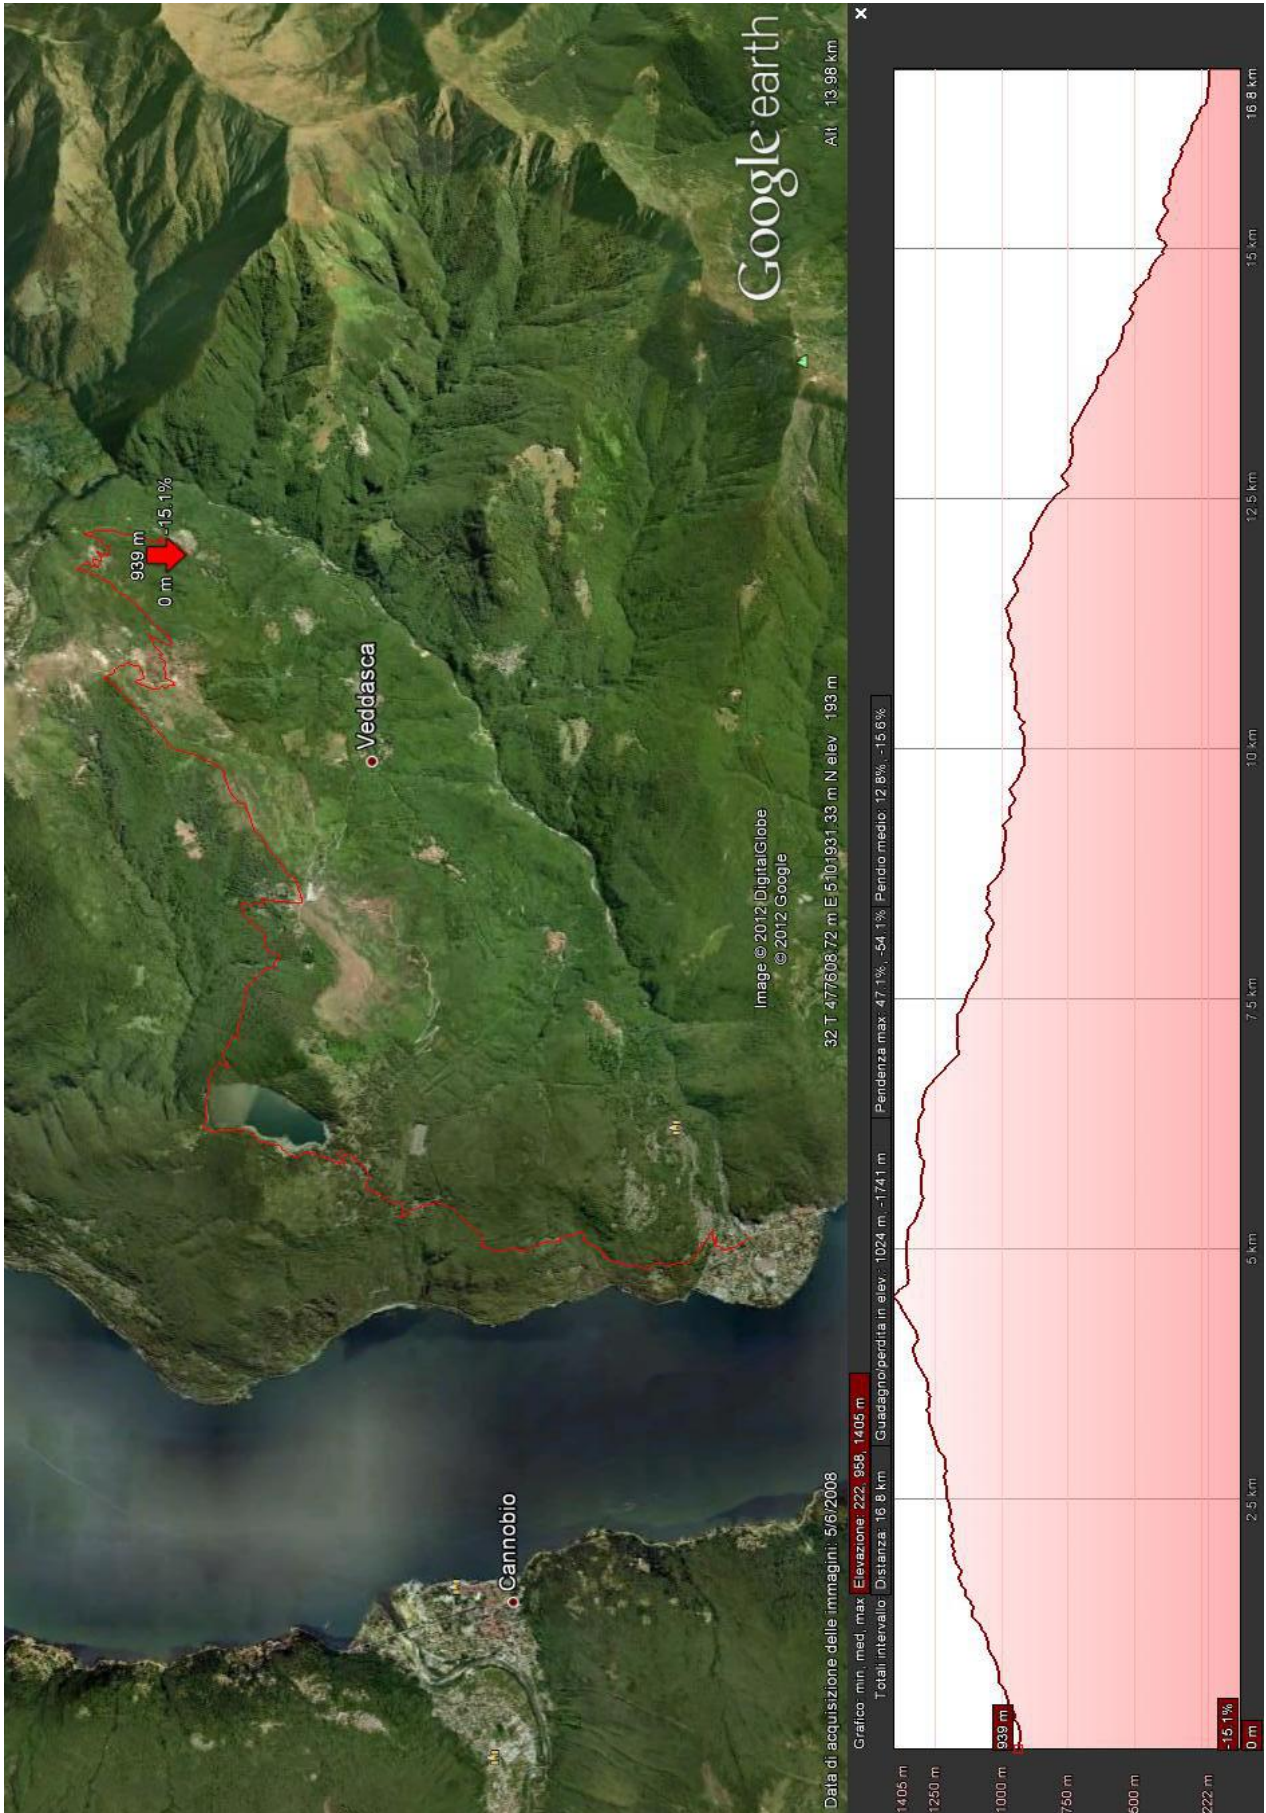 939 m
0 m -15.1%
Veddasca
Cannobio
Image © 2012 DigitalGlobe
© 2012 Google
Google earth
Data di acquisizione delle immagini: 5/6/2008
32 T 477608.72 m E 5101931.33 m N elev 193 m
Alt 13.98 km
Grafico: min, med, max Elevazione: 222, 958, 1405 m
Totali intervallo: Distanza: 16.8 km Guadagno/perdita in elev.: 1024 m, -1741 m Pendenza max: 47.1%, -54.1% Pendio medio: 12.8%, -15.6%
1405 m
1250 m
1000 m
750 m
500 m
222 m
939 m
-15.1%
0 m
2.5 km
5 km
7.5 km
10 km
12.5 km
15 km
16.8 km